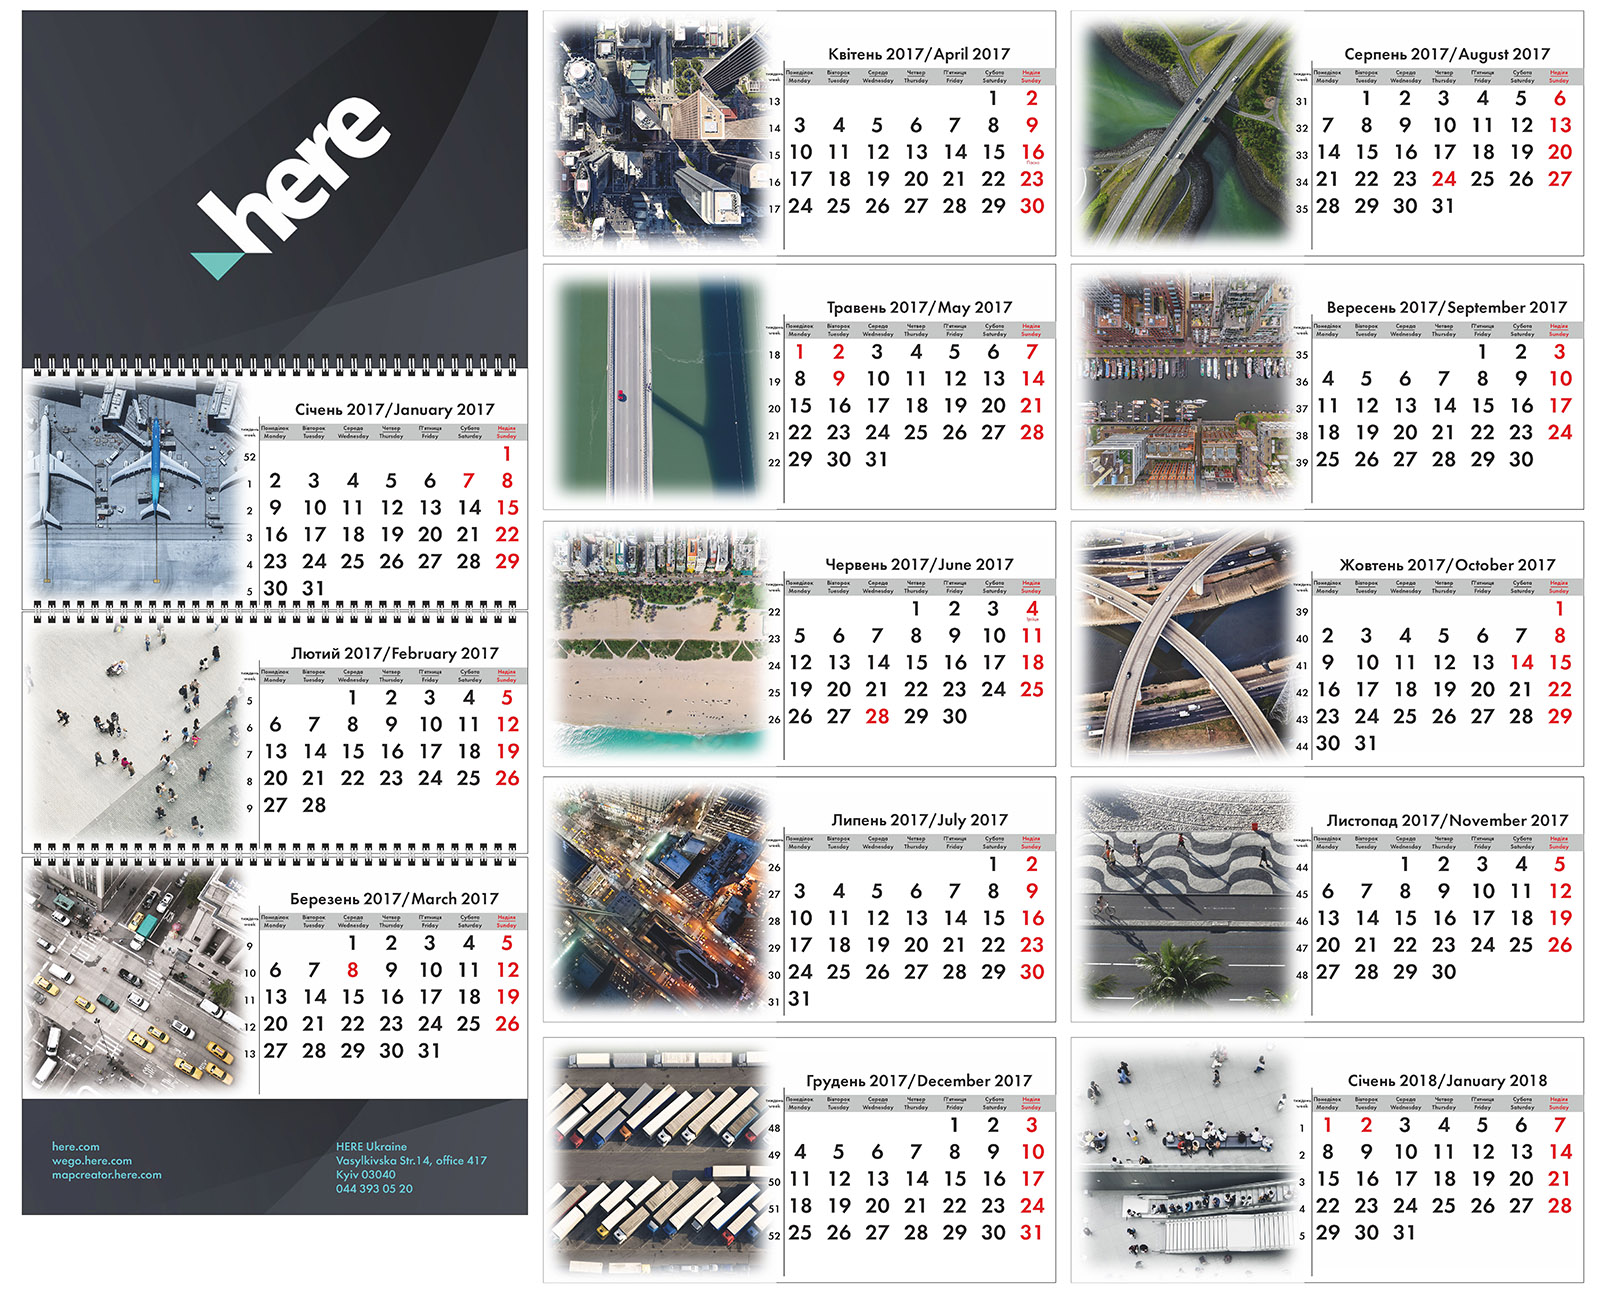 here
Січень 2017/January 2017
тиждень Понеділок Вівторок Середа Четвер П'ятниця Субота Неділя
week Monday Tuesday Wednesday Thursday Friday Saturday Sunday
52 1
1 2 3 4 5 6 7 8
2 9 10 11 12 13 14 15
3 16 17 18 19 20 21 22
4 23 24 25 26 27 28 29
5 30 31
Лютий 2017/February 2017
тиждень Понеділок Вівторок Середа Четвер П'ятниця Субота Неділя
week Monday Tuesday Wednesday Thursday Friday Saturday Sunday
5 1 2 3 4 5
6 6 7 8 9 10 11 12
7 13 14 15 16 17 18 19
8 20 21 22 23 24 25 26
9 27 28
Березень 2017/March 2017
тиждень Понеділок Вівторок Середа Четвер П'ятниця Субота Неділя
week Monday Tuesday Wednesday Thursday Friday Saturday Sunday
9 1 2 3 4 5
10 6 7 8 9 10 11 12
11 13 14 15 16 17 18 19
12 20 21 22 23 24 25 26
13 27 28 29 30 31
here.com
wego.here.com
mapcreator.here.com
HERE Ukraine
Vasylkivska Str.14, office 417
Kyiv 03040
044 393 05 20
Квітень 2017/April 2017
тиждень Понеділок Вівторок Середа Четвер П'ятниця Субота Неділя
week Monday Tuesday Wednesday Thursday Friday Saturday Sunday
13 1 2
14 3 4 5 6 7 8 9
15 10 11 12 13 14 15 16
Пасха
16 17 18 19 20 21 22 23
17 24 25 26 27 28 29 30
Травень 2017/May 2017
тиждень Понеділок Вівторок Середа Четвер П'ятниця Субота Неділя
week Monday Tuesday Wednesday Thursday Friday Saturday Sunday
18 1 2 3 4 5 6 7
19 8 9 10 11 12 13 14
20 15 16 17 18 19 20 21
21 22 23 24 25 26 27 28
22 29 30 31
Червень 2017/June 2017
тиждень Понеділок Вівторок Середа Четвер П'ятниця Субота Неділя
week Monday Tuesday Wednesday Thursday Friday Saturday Sunday
22 1 2 3 4
Трійця
23 5 6 7 8 9 10 11
24 12 13 14 15 16 17 18
25 19 20 21 22 23 24 25
26 26 27 28 29 30
Липень 2017/July 2017
тиждень Понеділок Вівторок Середа Четвер П'ятниця Субота Неділя
week Monday Tuesday Wednesday Thursday Friday Saturday Sunday
26 1 2
27 3 4 5 6 7 8 9
28 10 11 12 13 14 15 16
29 17 18 19 20 21 22 23
30 24 25 26 27 28 29 30
31 31
Грудень 2017/December 2017
тиждень Понеділок Вівторок Середа Четвер П'ятниця Субота Неділя
week Monday Tuesday Wednesday Thursday Friday Saturday Sunday
48 1 2 3
49 4 5 6 7 8 9 10
50 11 12 13 14 15 16 17
51 18 19 20 21 22 23 24
52 25 26 27 28 29 30 31
Серпень 2017/August 2017
тиждень Понеділок Вівторок Середа Четвер П'ятниця Субота Неділя
week Monday Tuesday Wednesday Thursday Friday Saturday Sunday
31 1 2 3 4 5 6
32 7 8 9 10 11 12 13
33 14 15 16 17 18 19 20
34 21 22 23 24 25 26 27
35 28 29 30 31
Вересень 2017/September 2017
тиждень Понеділок Вівторок Середа Четвер П'ятниця Субота Неділя
week Monday Tuesday Wednesday Thursday Friday Saturday Sunday
35 1 2 3
36 4 5 6 7 8 9 10
37 11 12 13 14 15 16 17
38 18 19 20 21 22 23 24
39 25 26 27 28 29 30
Жовтень 2017/October 2017
тиждень Понеділок Вівторок Середа Четвер П'ятниця Субота Неділя
week Monday Tuesday Wednesday Thursday Friday Saturday Sunday
39 1
40 2 3 4 5 6 7 8
41 9 10 11 12 13 14 15
42 16 17 18 19 20 21 22
43 23 24 25 26 27 28 29
44 30 31
Листопад 2017/November 2017
тиждень Понеділок Вівторок Середа Четвер П'ятниця Субота Неділя
week Monday Tuesday Wednesday Thursday Friday Saturday Sunday
44 1 2 3 4 5
45 6 7 8 9 10 11 12
46 13 14 15 16 17 18 19
47 20 21 22 23 24 25 26
48 27 28 29 30
Січень 2018/January 2018
тиждень Понеділок Вівторок Середа Четвер П'ятниця Субота Неділя
week Monday Tuesday Wednesday Thursday Friday Saturday Sunday
1 1 2 3 4 5 6 7
2 8 9 10 11 12 13 14
3 15 16 17 18 19 20 21
4 22 23 24 25 26 27 28
5 29 30 31